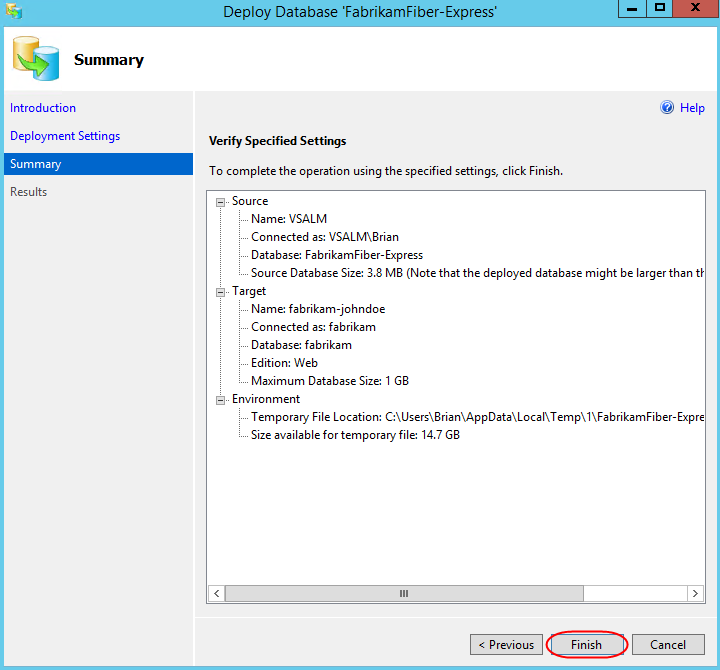 Deploy Database 'FabrikamFiber-Express'
Summary
Introduction
Help
Deployment Settings
Verify Specified Settings
Summary
To complete the operation using the specified settings, click Finish.
Results
Source
Name: VSALM
Connected as: VSALM\Brian
Database: FabrikamFiber-Express
Source Database Size: 3.8 MB (Note that the deployed database might be larger than th
Target
Name: fabrikam-johndoe
Connected as: fabrikam
Database: fabrikam
Edition: Web
Maximum Database Size: 1 GB
Environment
Temporary File Location: C:\Users\Brian\AppData\Local\Temp\1\FabrikamFiber-Expre
Size available for temporary file: 14.7 GB
< Previous
Finish
Cancel